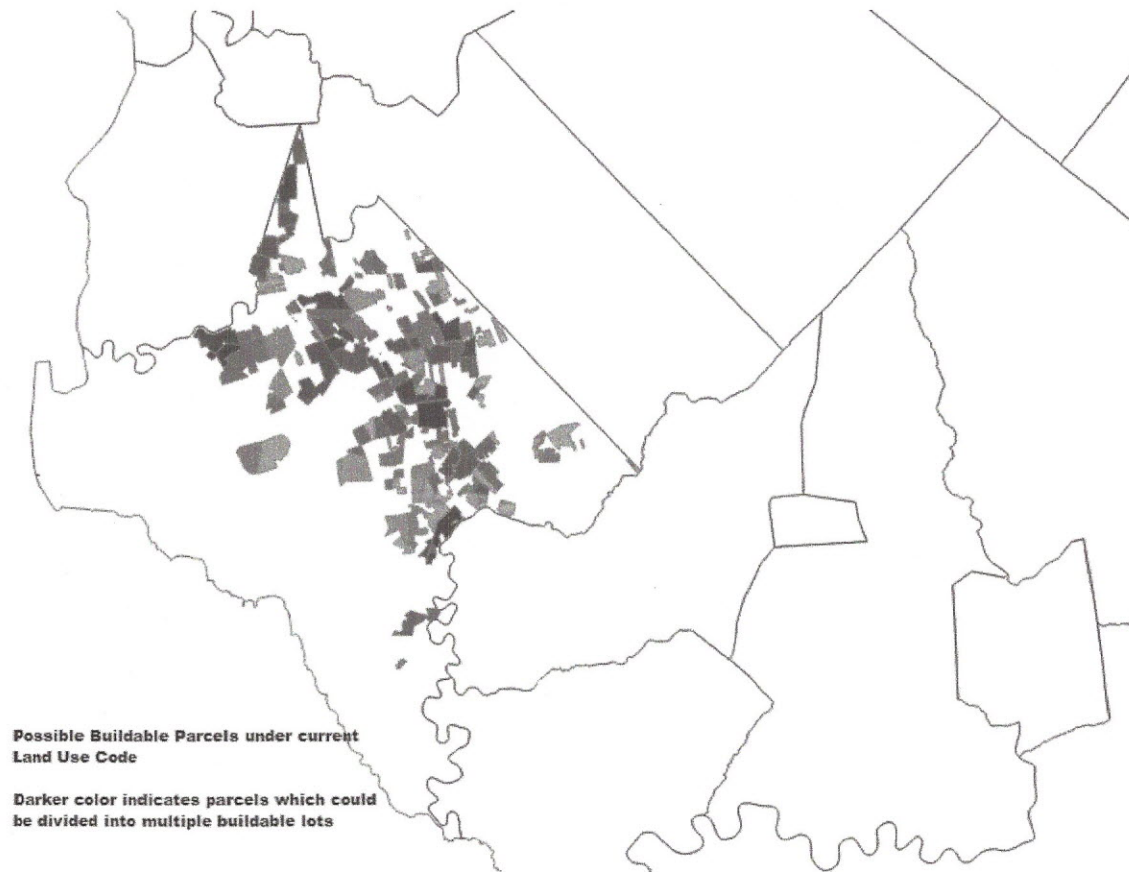 Possible Buildable Parcels under current
Land Use Code
Darker color indicates parcels which could
be divided into multiple buildable lots